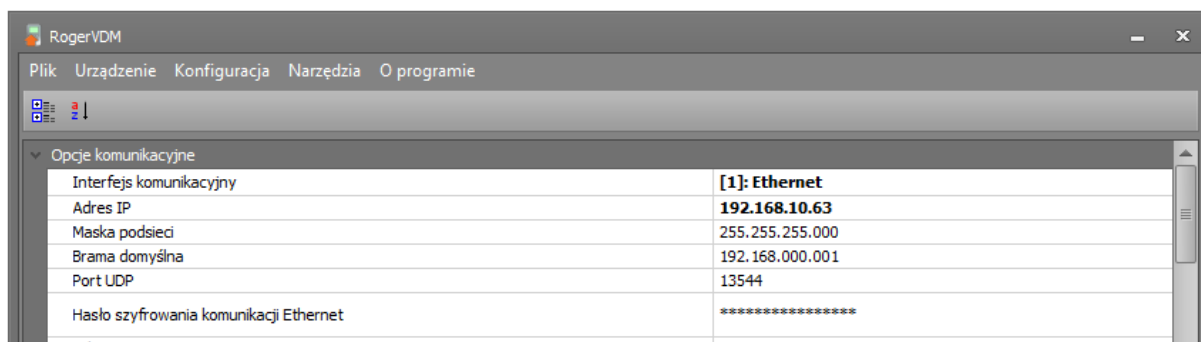 RogerVDM
Plik Urządzenie Konfiguracja Narzędzia O programie
Opcje komunikacyjne
Interfejs komunikacyjny [1]: Ethernet
Adres IP 192.168.10.63
Maska podsieci 255.255.255.000
Brama domyślna 192.168.000.001
Port UDP 13544
Hasło szyfrowania komunikacji Ethernet ****************